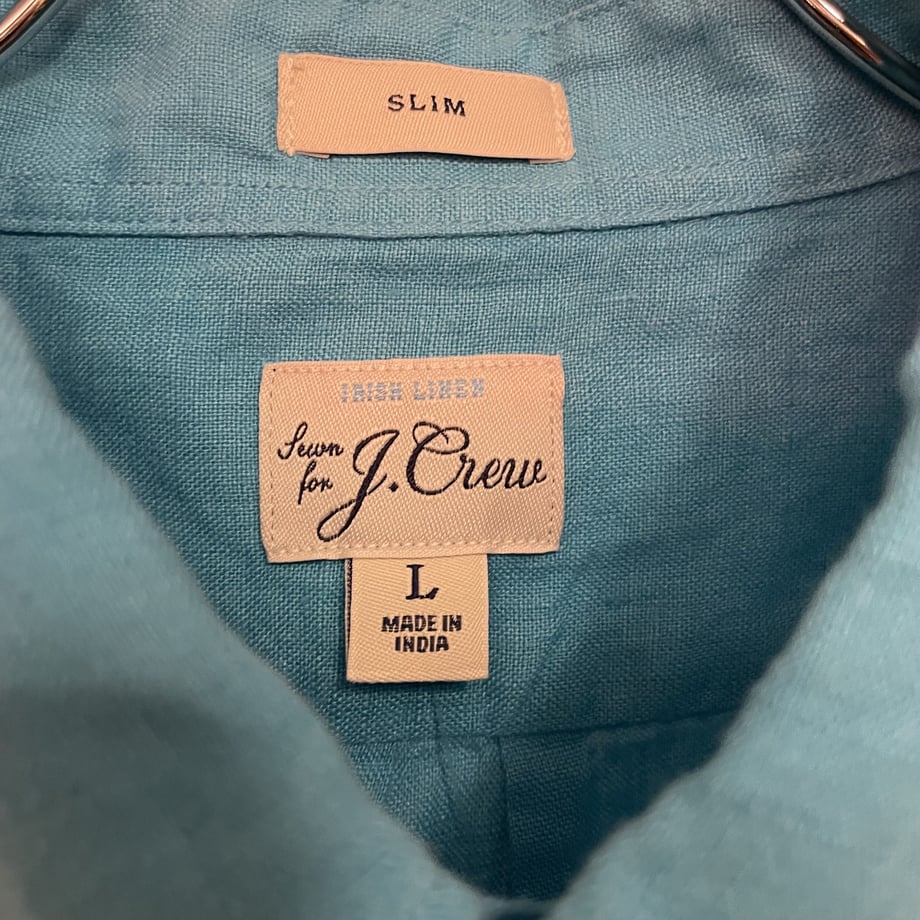 SLIM
IRISH LINEN
Sewn
for J.Crew
L
MADE IN
INDIA